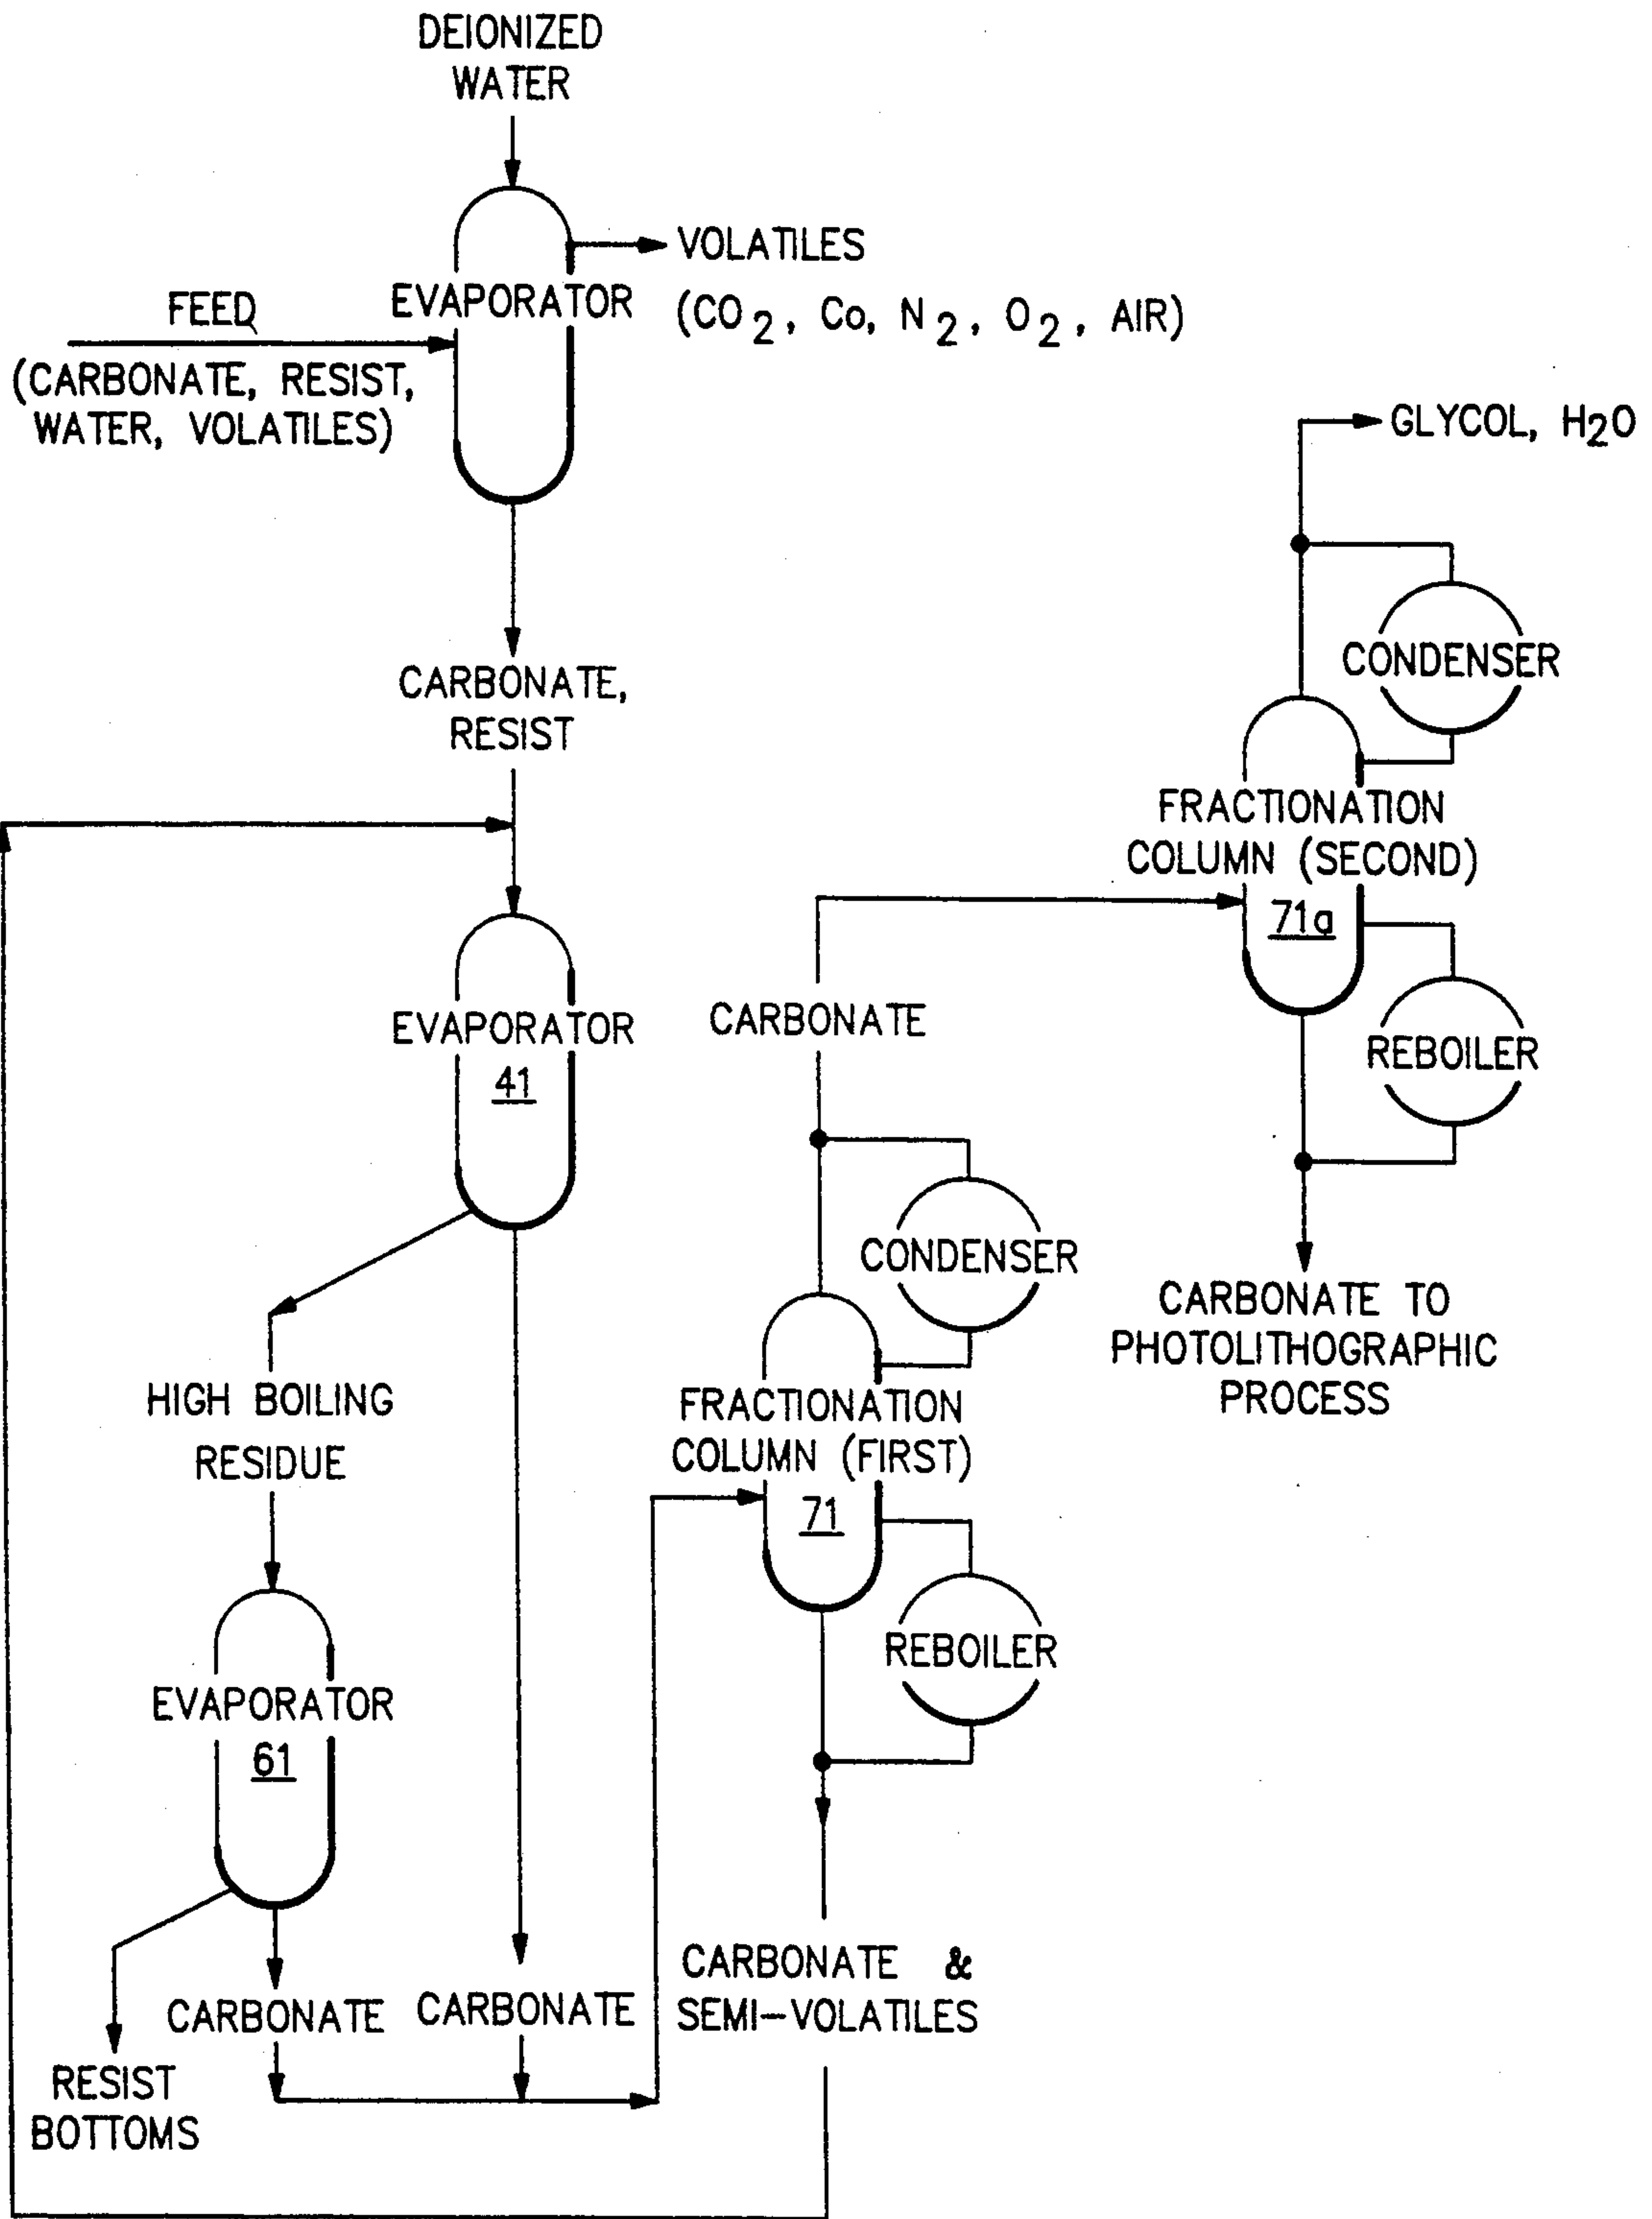 DEIONIZED
WATER
VOLATILES
(CO2, Co, N2, O2, AIR)
FEED
EVAPORATOR
(CARBONATE, RESIST,
WATER, VOLATILES)
GLYCOL, H2O
CARBONATE,
RESIST
CONDENSER
FRACTIONATION
COLUMN (SECOND)
71a
REBOILER
CARBONATE TO
PHOTOLITHOGRAPHIC
PROCESS
EVAPORATOR
41
CARBONATE
CONDENSER
FRACTIONATION
COLUMN (FIRST)
71
REBOILER
HIGH BOILING
RESIDUE
EVAPORATOR
61
CARBONATE
CARBONATE
CARBONATE &
SEMI-VOLATILES
RESIST
BOTTOMS